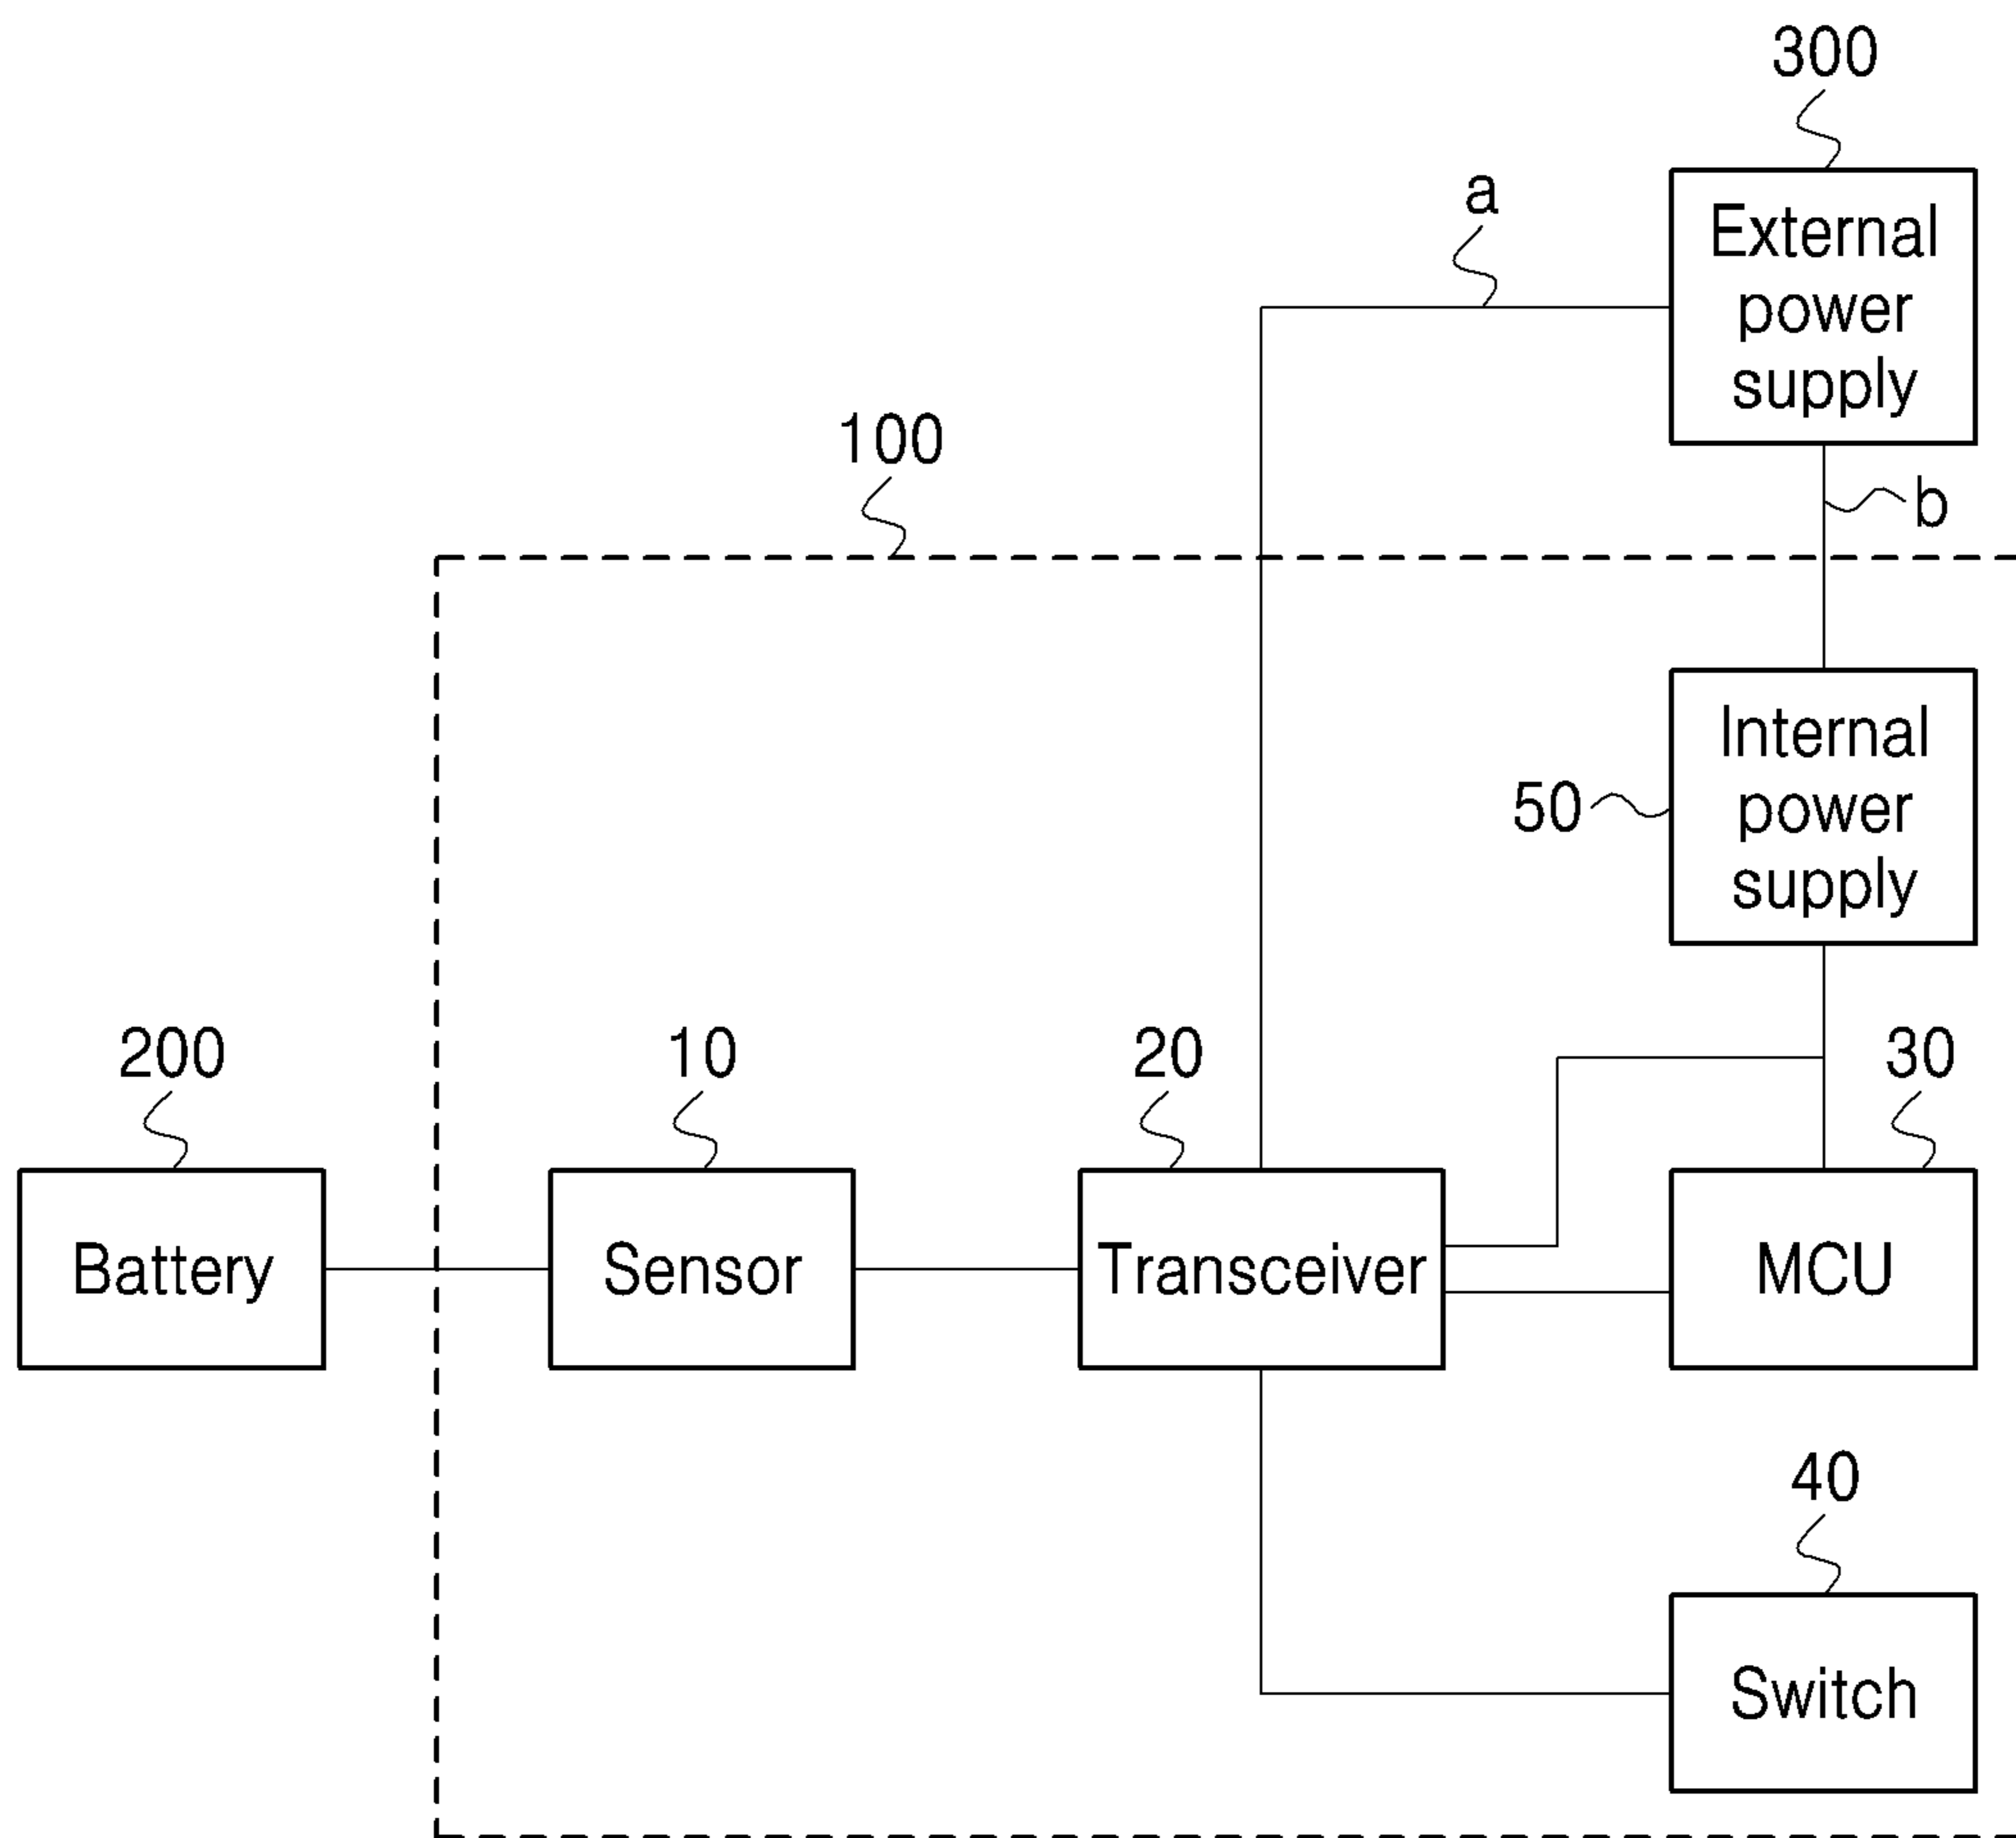 300
External
power
supply
a
100
b
Internal
power
supply
50
200
10
20
30
Battery
Sensor
Transceiver
MCU
40
Switch